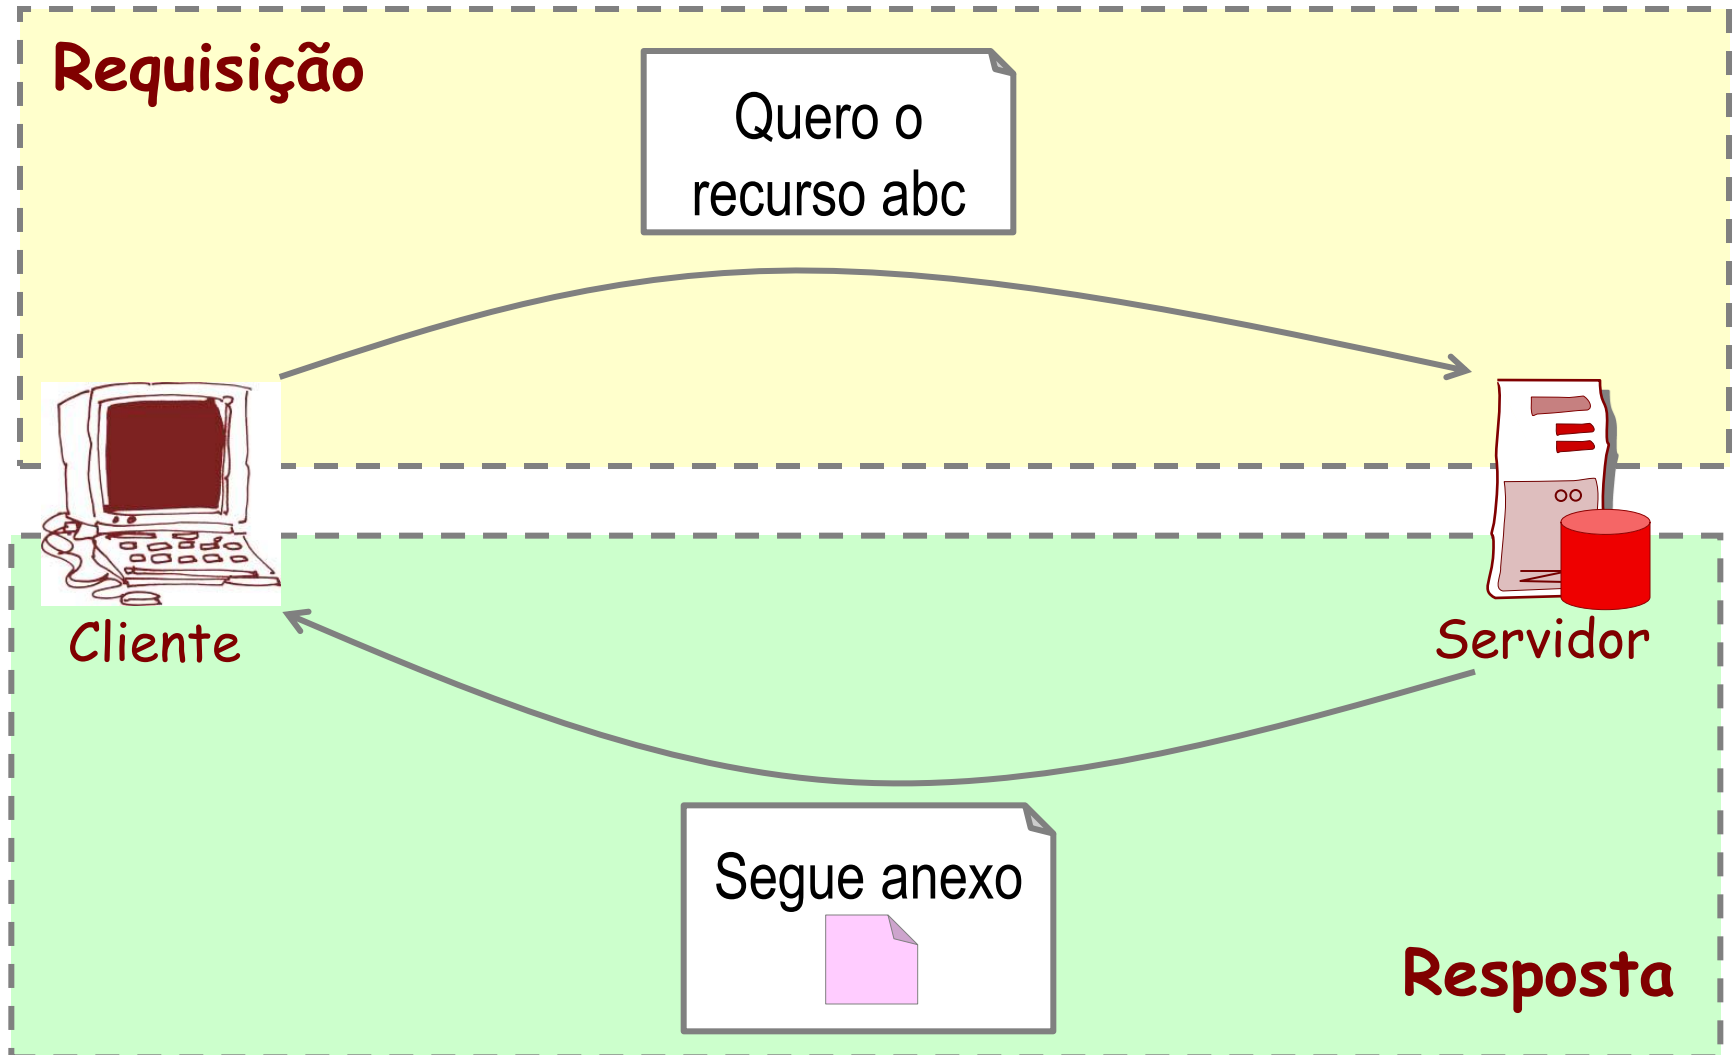 Requisição
Quero o
recurso abc
Cliente
Servidor
Segue anexo
Resposta